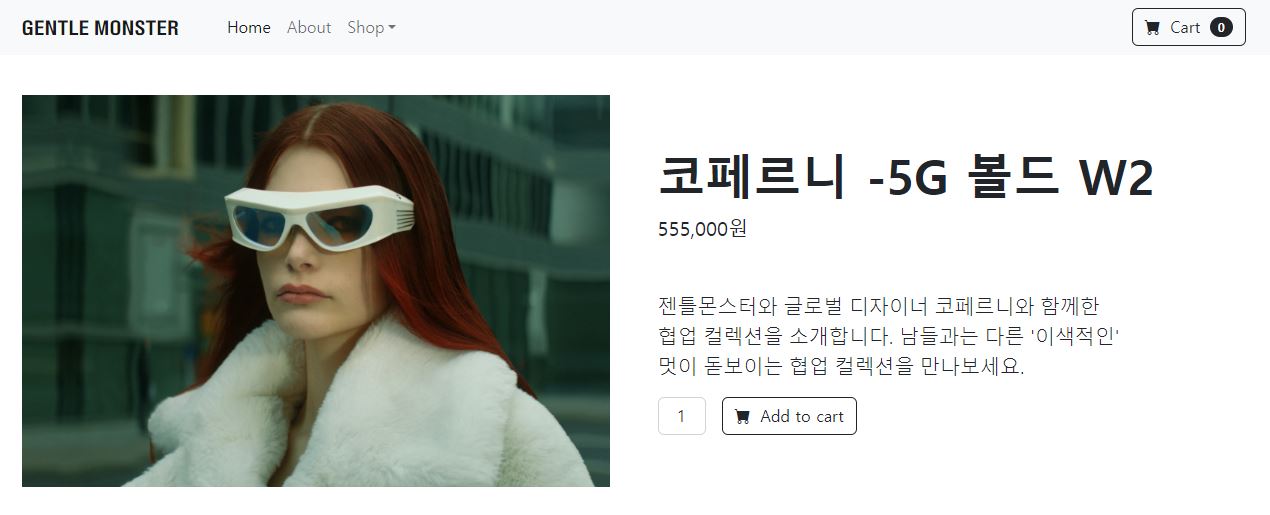 GENTLE MONSTER Home About Shop Cart 0
코페르니 -5G 볼드 W2
555,000원
젠틀몬스터와 글로벌 디자이너 코페르니와 함께한
협업 컬렉션을 소개합니다. 남들과는 다른 '이색적인'
멋이 돋보이는 협업 컬렉션을 만나보세요.
1 Add to cart